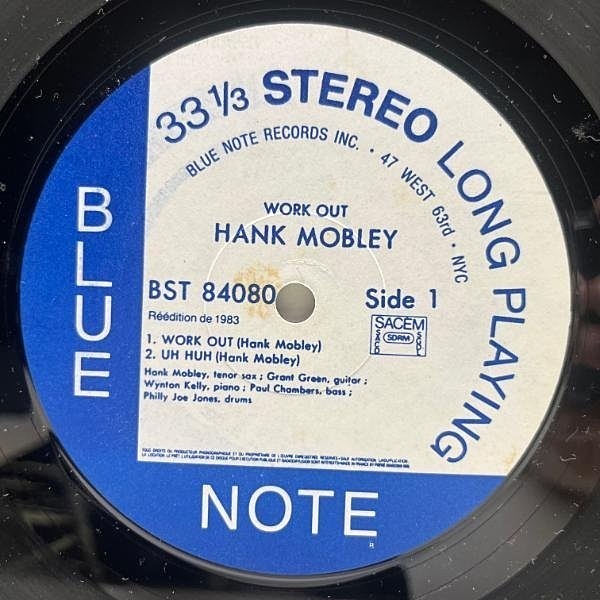 33 1/3 STEREO LONG PLAYING
BLUE NOTE RECORDS INC. • 47 WEST 63rd • NYC
WORK OUT
HANK MOBLEY
BST 84080
Side 1
Réédition de 1983
SACEM
SDRM
1. WORK OUT (Hank Mobley)
2. UH HUH (Hank Mobley)
Hank Mobley, tenor sax ; Grant Green, guitar ;
Wynton Kelly, piano ; Paul Chambers, bass ;
Philly Joe Jones, drums
BLUE
NOTE